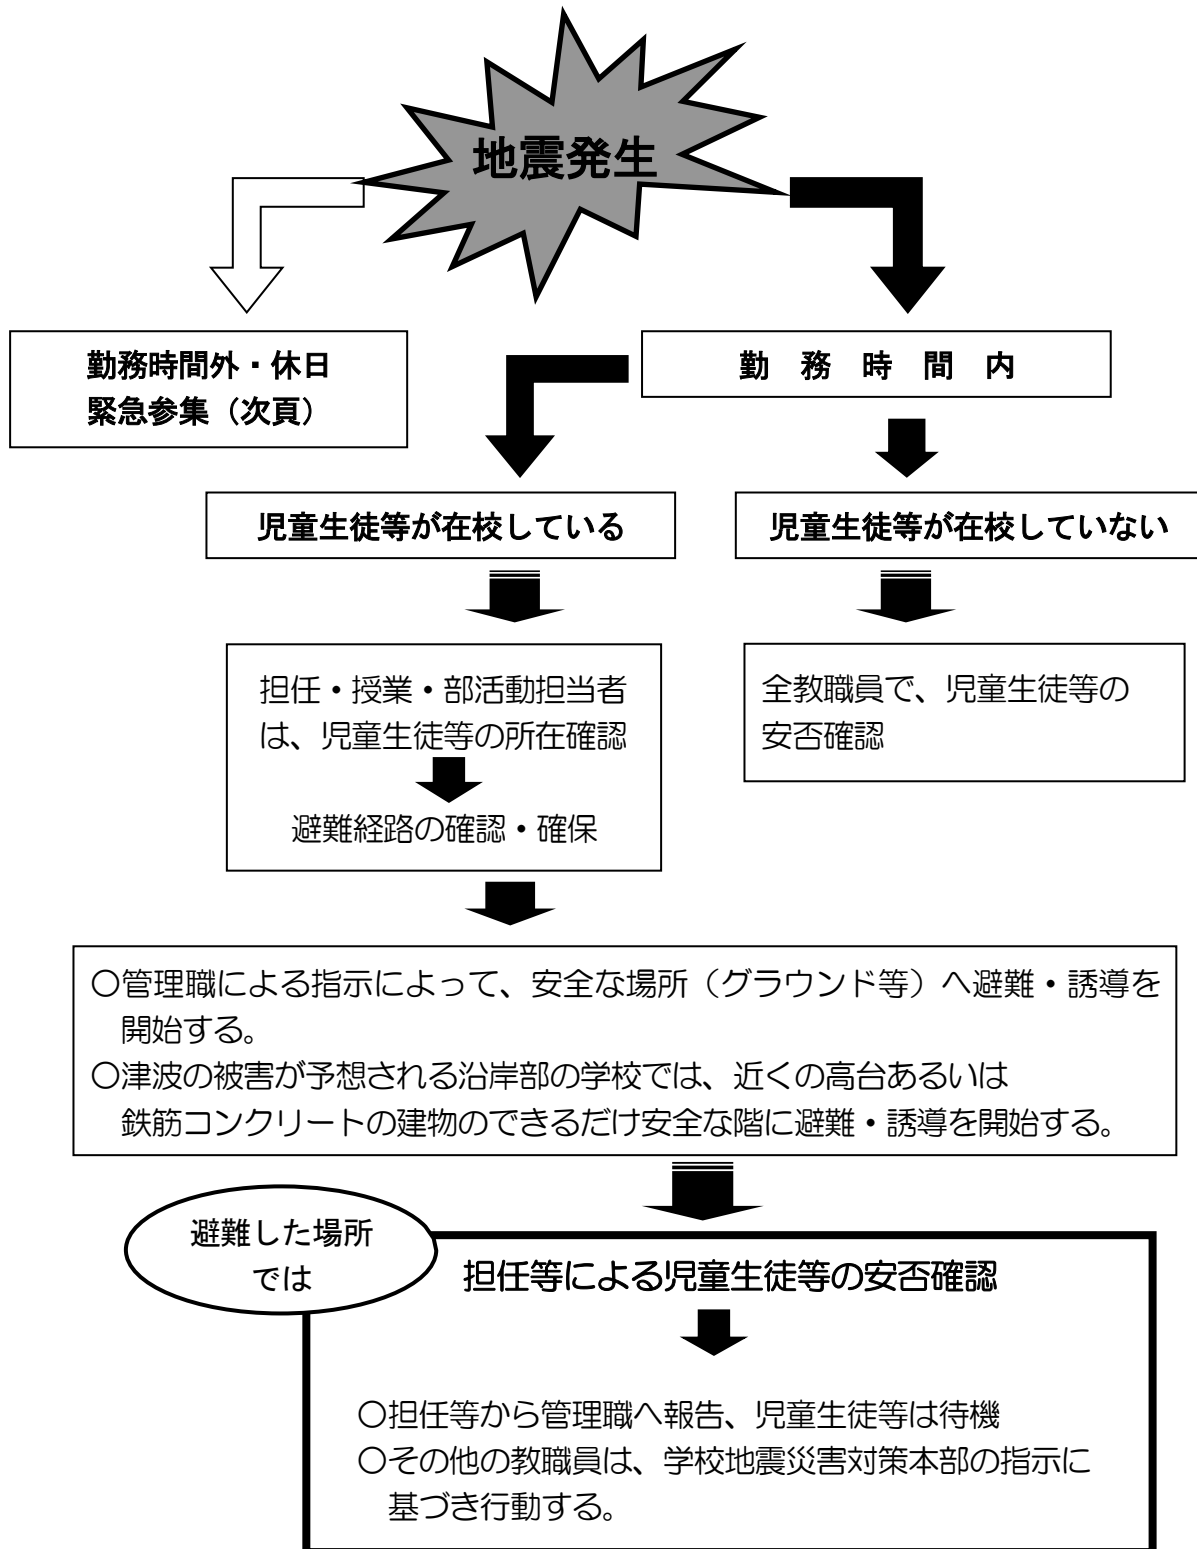 地震発生
勤務時間外・休日
緊急参集（次頁）
勤　務　時　間　内
児童生徒等が在校している
児童生徒等が在校していない
担任・授業・部活動担当者
は、児童生徒等の所在確認
避難経路の確認・確保
全教職員で、児童生徒等の
安否確認
○管理職による指示によって、安全な場所（グラウンド等）へ避難・誘導を
開始する。
○津波の被害が予想される沿岸部の学校では、近くの高台あるいは
鉄筋コンクリートの建物のできるだけ安全な階に避難・誘導を開始する。
避難した場所
では
担任等による児童生徒等の安否確認
○担任等から管理職へ報告、児童生徒等は待機
○その他の教職員は、学校地震災害対策本部の指示に
基づき行動する。